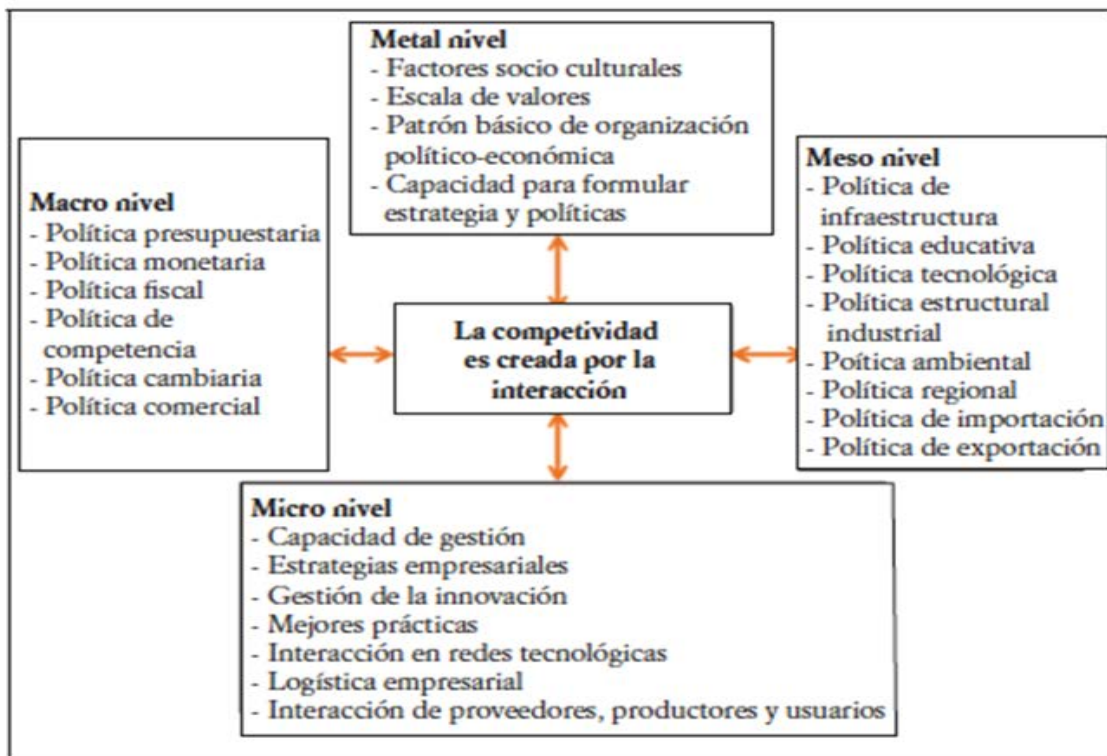 Metal nivel
- Factores socio culturales
- Escala de valores
- Patrón básico de organización
político-económica
- Capacidad para formular
estrategia y políticas
Macro nivel
- Política presupuestaria
- Política monetaria
- Política fiscal
- Política de
competencia
- Política cambiaria
- Política comercial
La competividad
es creada por la
interacción
Meso nivel
- Política de
infraestructura
- Política educativa
- Política tecnológica
- Política estructural
industrial
- Poítica ambiental
- Política regional
- Política de importación
- Política de exportación
Micro nivel
- Capacidad de gestión
- Estrategias empresariales
- Gestión de la innovación
- Mejores prácticas
- Interacción en redes tecnológicas
- Logística empresarial
- Interacción de proveedores, productores y usuarios